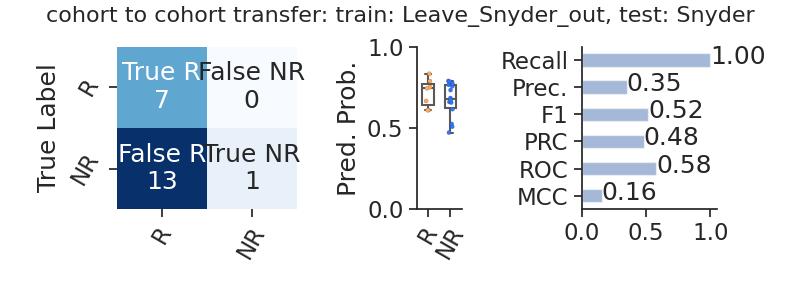 cohort to cohort transfer: train: Leave_Snyder_out, test: Snyder
True Label
R
NR
True R
7
False NR
0
False R
13
True NR
1
R
NR
Pred. Prob.
1.0
0.5
0.0
R
NR
Recall
Prec.
F1
PRC
ROC
MCC
1.00
0.35
0.52
0.48
0.58
0.16
0.0
0.5
1.0